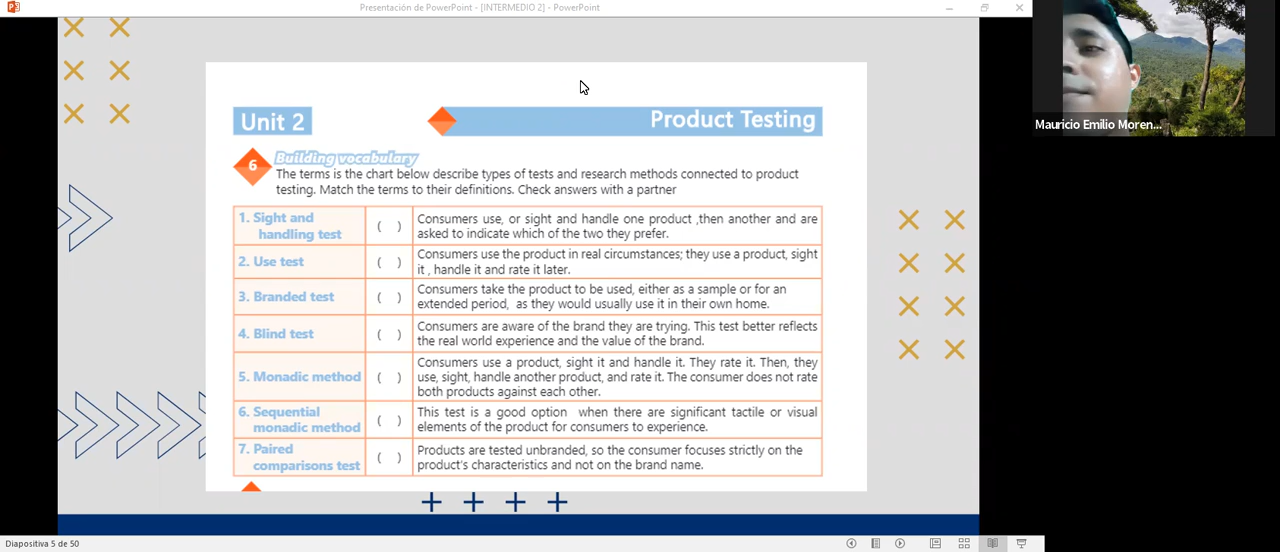 Presentación de PowerPoint - [INTERMEDIO 2] - PowerPoint
Mauricio Emilio Moren...
Unit 2
Product Testing
6
Building vocabulary
The terms is the chart below describe types of tests and research methods connected to product
testing. Match the terms to their definitions. Check answers with a partner
1. Sight and
handling test
( )
Consumers use, or sight and handle one product ,then another and are
asked to indicate which of the two they prefer.
2. Use test
( )
Consumers use the product in real circumstances; they use a product, sight
it , handle it and rate it later.
3. Branded test
( )
Consumers take the product to be used, either as a sample or for an
extended period, as they would usually use it in their own home.
4. Blind test
( )
Consumers are aware of the brand they are trying. This test better reflects
the real world experience and the value of the brand.
5. Monadic method
( )
Consumers use a product, sight it and handle it. They rate it. Then, they
use, sight, handle another product, and rate it. The consumer does not rate
both products against each other.
6. Sequential
monadic method
( )
This test is a good option when there are significant tactile or visual
elements of the product for consumers to experience.
7. Paired
comparisons test
( )
Products are tested unbranded, so the consumer focuses strictly on the
product's characteristics and not on the brand name.
Diapositiva 5 de 50